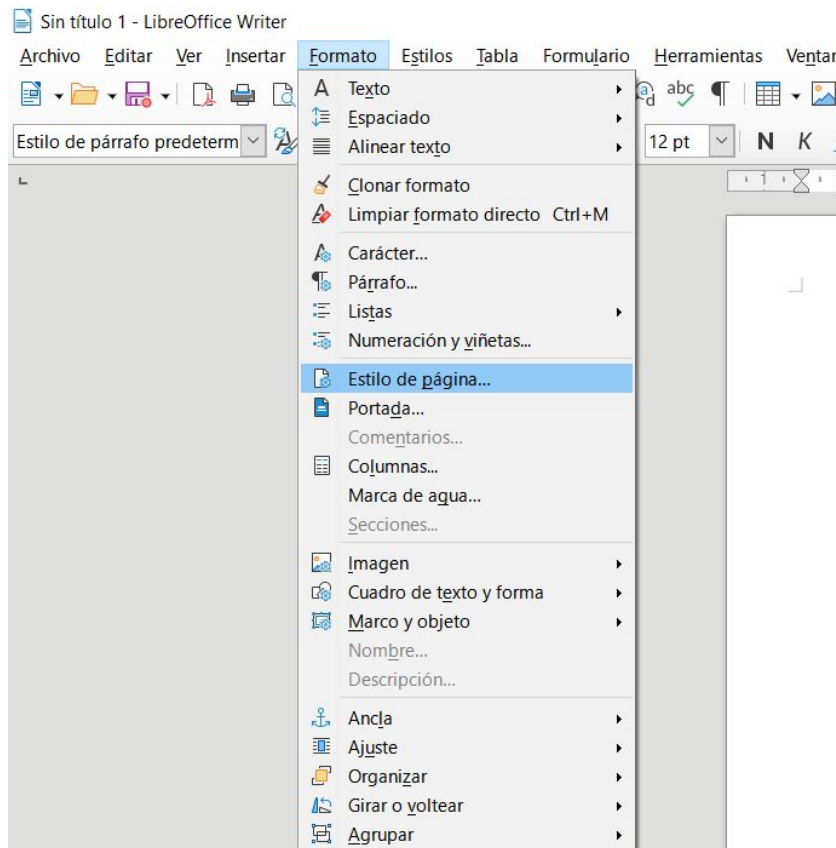 Sin título 1 - LibreOffice Writer
Archivo Editar Ver Insertar Formato Estilos Tabla Formulario Herramientas
Estilo de párrafo predeterm 12 pt N K
Texto
Espaciado
Alinear texto
Clonar formato
Limpiar formato directo Ctrl+M
Carácter...
Párrafo...
Listas
Numeración y viñetas...
Estilo de página...
Portada...
Comentarios...
Columnas...
Marca de agua...
Secciones...
Imagen
Cuadro de texto y forma
Marco y objeto
Nombre...
Descripción...
Ancla
Ajuste
Organizar
Girar o voltear
Agrupar